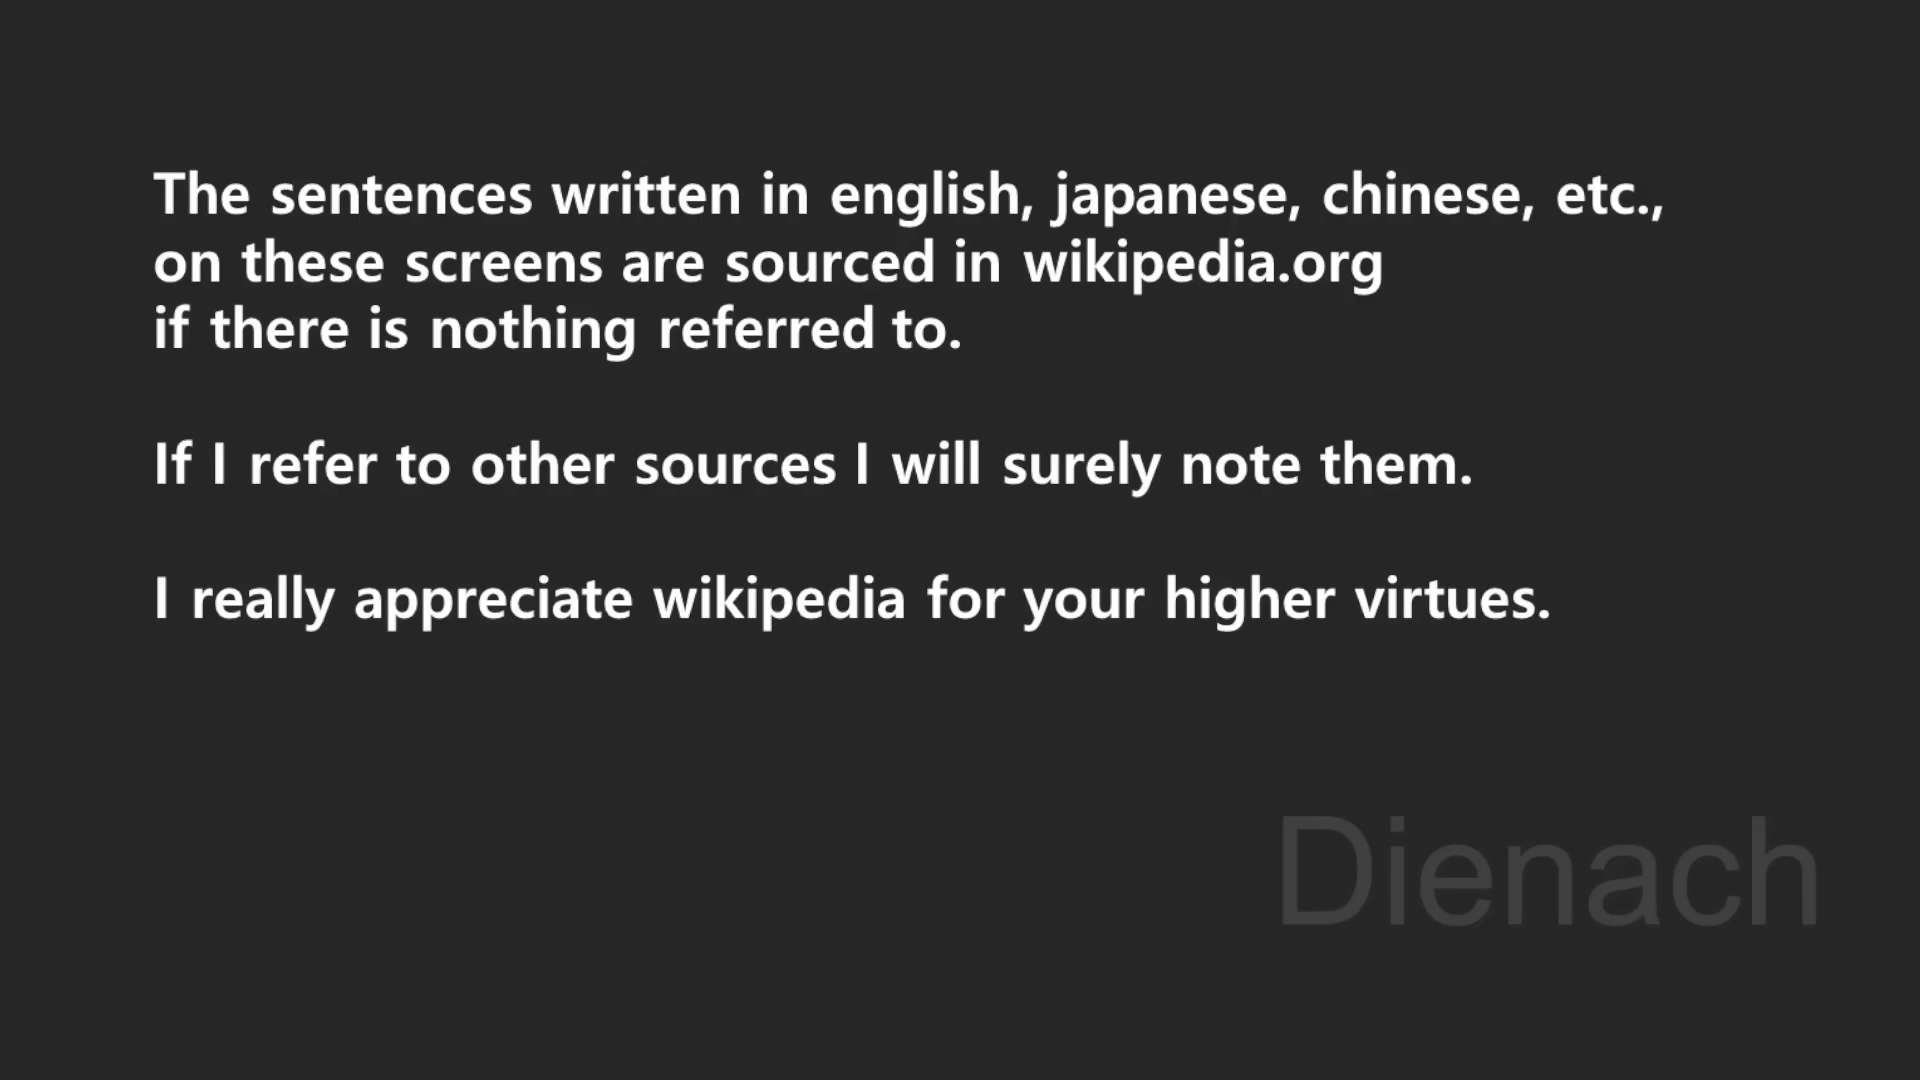 The sentences written in english, japanese, chinese, etc.,
on these screens are sourced in wikipedia.org
if there is nothing referred to.
If I refer to other sources I will surely note them.
I really appreciate wikipedia for your higher virtues.
Dienach